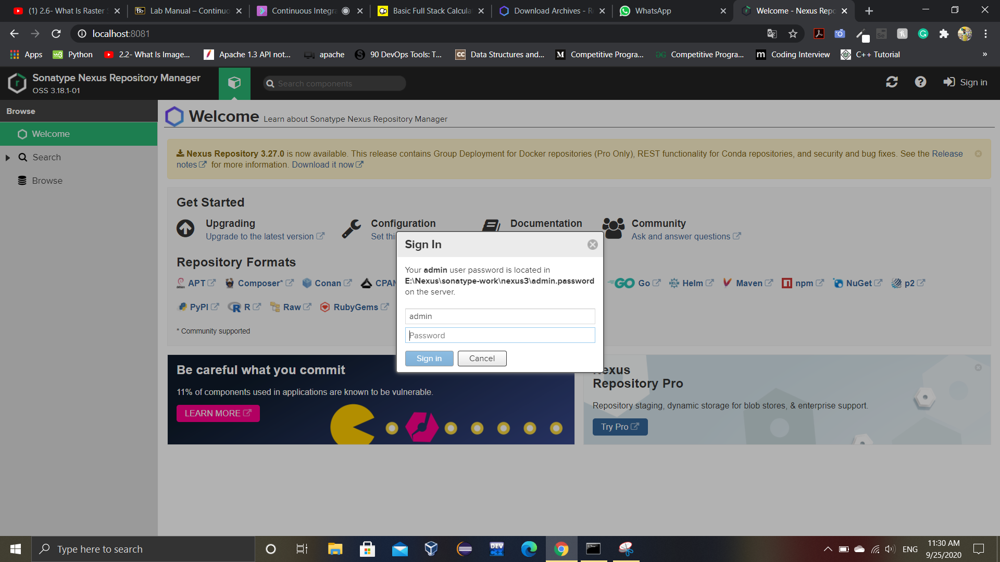 (1) 2.6- What Is Raster
Lab Manual – Continuo
Continuous Integra
Basic Full Stack Calcula
Download Archives - R
WhatsApp
Welcome - Nexus Repo
localhost:8081
Apps
Python
2.2- What Is Image...
Apache 1.3 API not...
apache
90 DevOps Tools: T...
Data Structures and...
Competitive Progra...
Competitive Progra...
Coding Interview
C++ Tutorial
»
Sonatype Nexus Repository Manager
OSS 3.18.1-01
Search components
Sign in
Browse
Welcome
Search
Browse
Welcome Learn about Sonatype Nexus Repository Manager
Nexus Repository 3.27.0 is now available. This release contains Group Deployment for Docker repositories (Pro Only), REST functionality for Conda repositories, and security and bug fixes. See the Release
notes for more information. Download it now
Get Started
Upgrading
Upgrade to the latest version
Configuration
Set thi
Documentation
Community
Ask and answer questions
Repository Formats
APT Composer* Conan CPAN GO Go Helm Maven npm NuGet p2
PyPI R Raw RubyGems
* Community supported
Sign In
Your admin user password is located in
E:\Nexus\sonatype-work\nexus3\admin.password
on the server.
admin
Password
Sign in
Cancel
Be careful what you commit
11% of components used in applications are known to be vulnerable.
LEARN MORE
Nexus
Repository Pro
Repository staging, dynamic storage for blob stores, & enterprise support.
Try Pro
Type here to search
DEV
C++
ENG
11:30 AM
9/25/2020